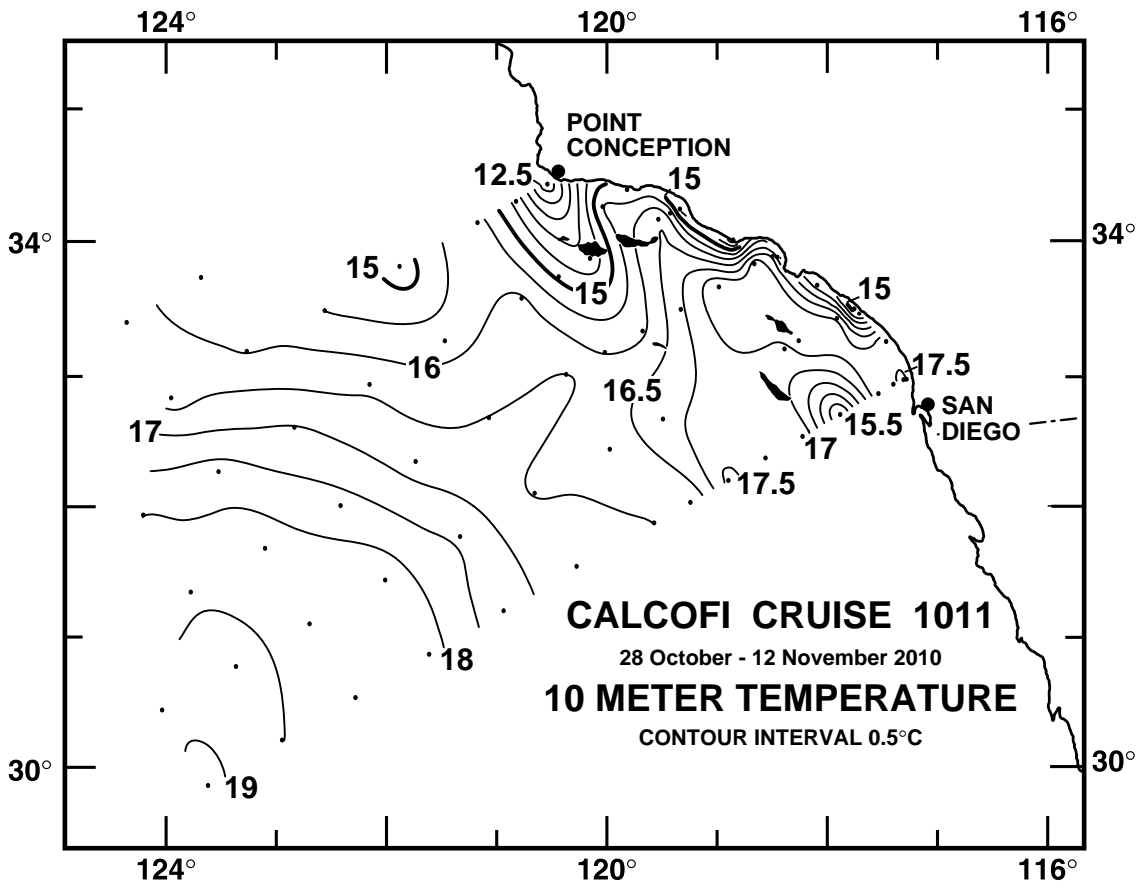 124° 120° 116°
POINT
CONCEPTION
12.5 15
34° 34°
15
15
15
16 17.5
16.5
SAN
DIEGO
15.5
17 17
17.5
CALCOFI CRUISE 1011
18 28 October - 12 November 2010
10 METER TEMPERATURE
CONTOUR INTERVAL 0.5°C
30° 30°
19
124° 120° 116°